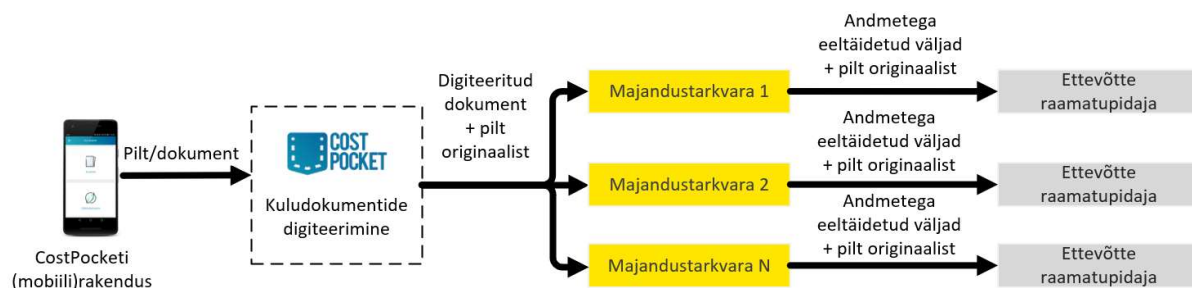 CostPocketi
(mobiili)rakendus
Pilt/dokument
COST
POCKET
Kuludokumentide
digiteerimine
Digiteeritud
dokument
+ pilt
originaalist
Majandustarkvara 1
Andmetega
eeltäidetud väljad
+ pilt originaalist
Ettevõtte
raamatupidaja
Majandustarkvara 2
Andmetega
eeltäidetud väljad
+ pilt originaalist
Ettevõtte
raamatupidaja
Majandustarkvara N
Andmetega
eeltäidetud väljad
+ pilt originaalist
Ettevõtte
raamatupidaja